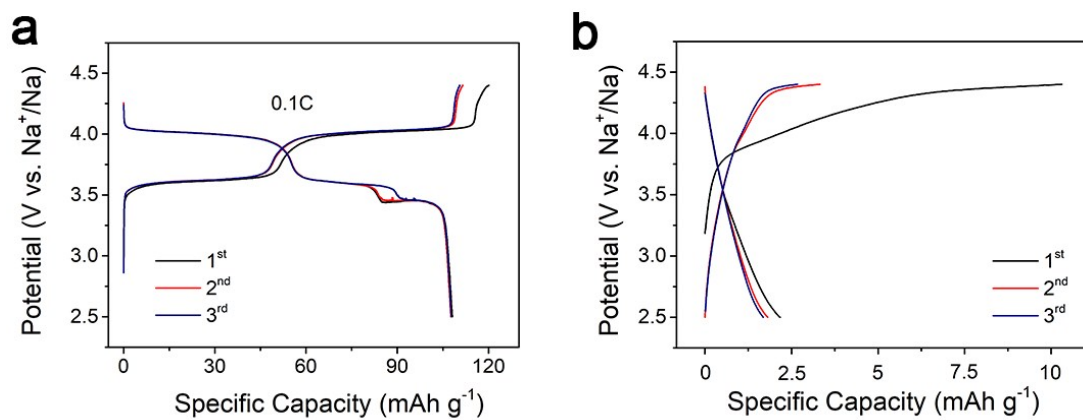 a
0.1C
Potential (V vs. Na⁺/Na)
4.5
4.0
3.5
3.0
2.5
1ˢᵗ
2ⁿᵈ
3ʳᵈ
0 30 60 90 120
Specific Capacity (mAh g⁻¹)
b
Potential (V vs. Na⁺/Na)
4.5
4.0
3.5
3.0
2.5
1ˢᵗ
2ⁿᵈ
3ʳᵈ
0 2.5 5 7.5 10
Specific Capacity (mAh g⁻¹)